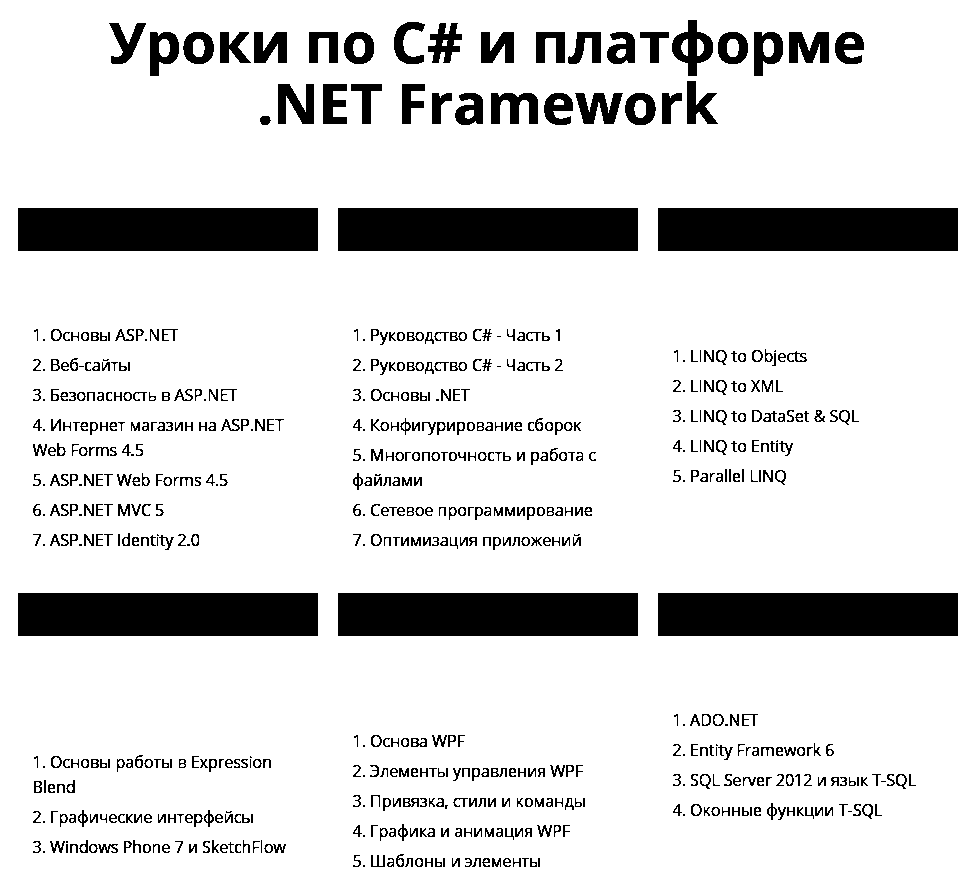 Уроки по C# и платформе
.NET Framework
1. Основы ASP.NET
2. Веб-сайты
3. Безопасность в ASP.NET
4. Интернет магазин на ASP.NET
Web Forms 4.5
5. ASP.NET Web Forms 4.5
6. ASP.NET MVC 5
7. ASP.NET Identity 2.0
1. Руководство C# - Часть 1
2. Руководство C# - Часть 2
3. Основы .NET
4. Конфигурирование сборок
5. Многопоточность и работа с
файлами
6. Сетевое программирование
7. Оптимизация приложений
1. LINQ to Objects
2. LINQ to XML
3. LINQ to DataSet & SQL
4. LINQ to Entity
5. Parallel LINQ
1. Основы работы в Expression
Blend
2. Графические интерфейсы
3. Windows Phone 7 и SketchFlow
1. Основа WPF
2. Элементы управления WPF
3. Привязка, стили и команды
4. Графика и анимация WPF
5. Шаблоны и элементы
1. ADO.NET
2. Entity Framework 6
3. SQL Server 2012 и язык T-SQL
4. Оконные функции T-SQL